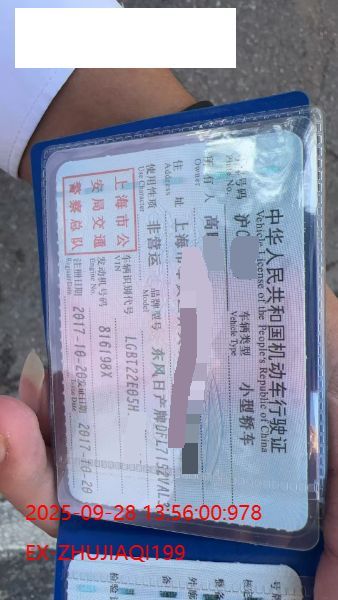 中华人民共和国机动车行驶证
Vehicle License of the People's Republic of China
号码 沪 车辆类型 小型轿车
Plate No. Vehicle Type
所有人 高
Owner
住 址 上海市
Address
使用性质 非营运 品牌型号 东风日产牌
Use Character Model
上海市公
安局交通
警察总队
车辆识别代号 LGBT22E05H
VIN
发动机号码 816198X
Engine No.
注册日期 2017-10-20 发证日期 2017-10-20
Register Date Issue Date
2025-09-28 13:56:00:978
EX-ZHUJIAQI199